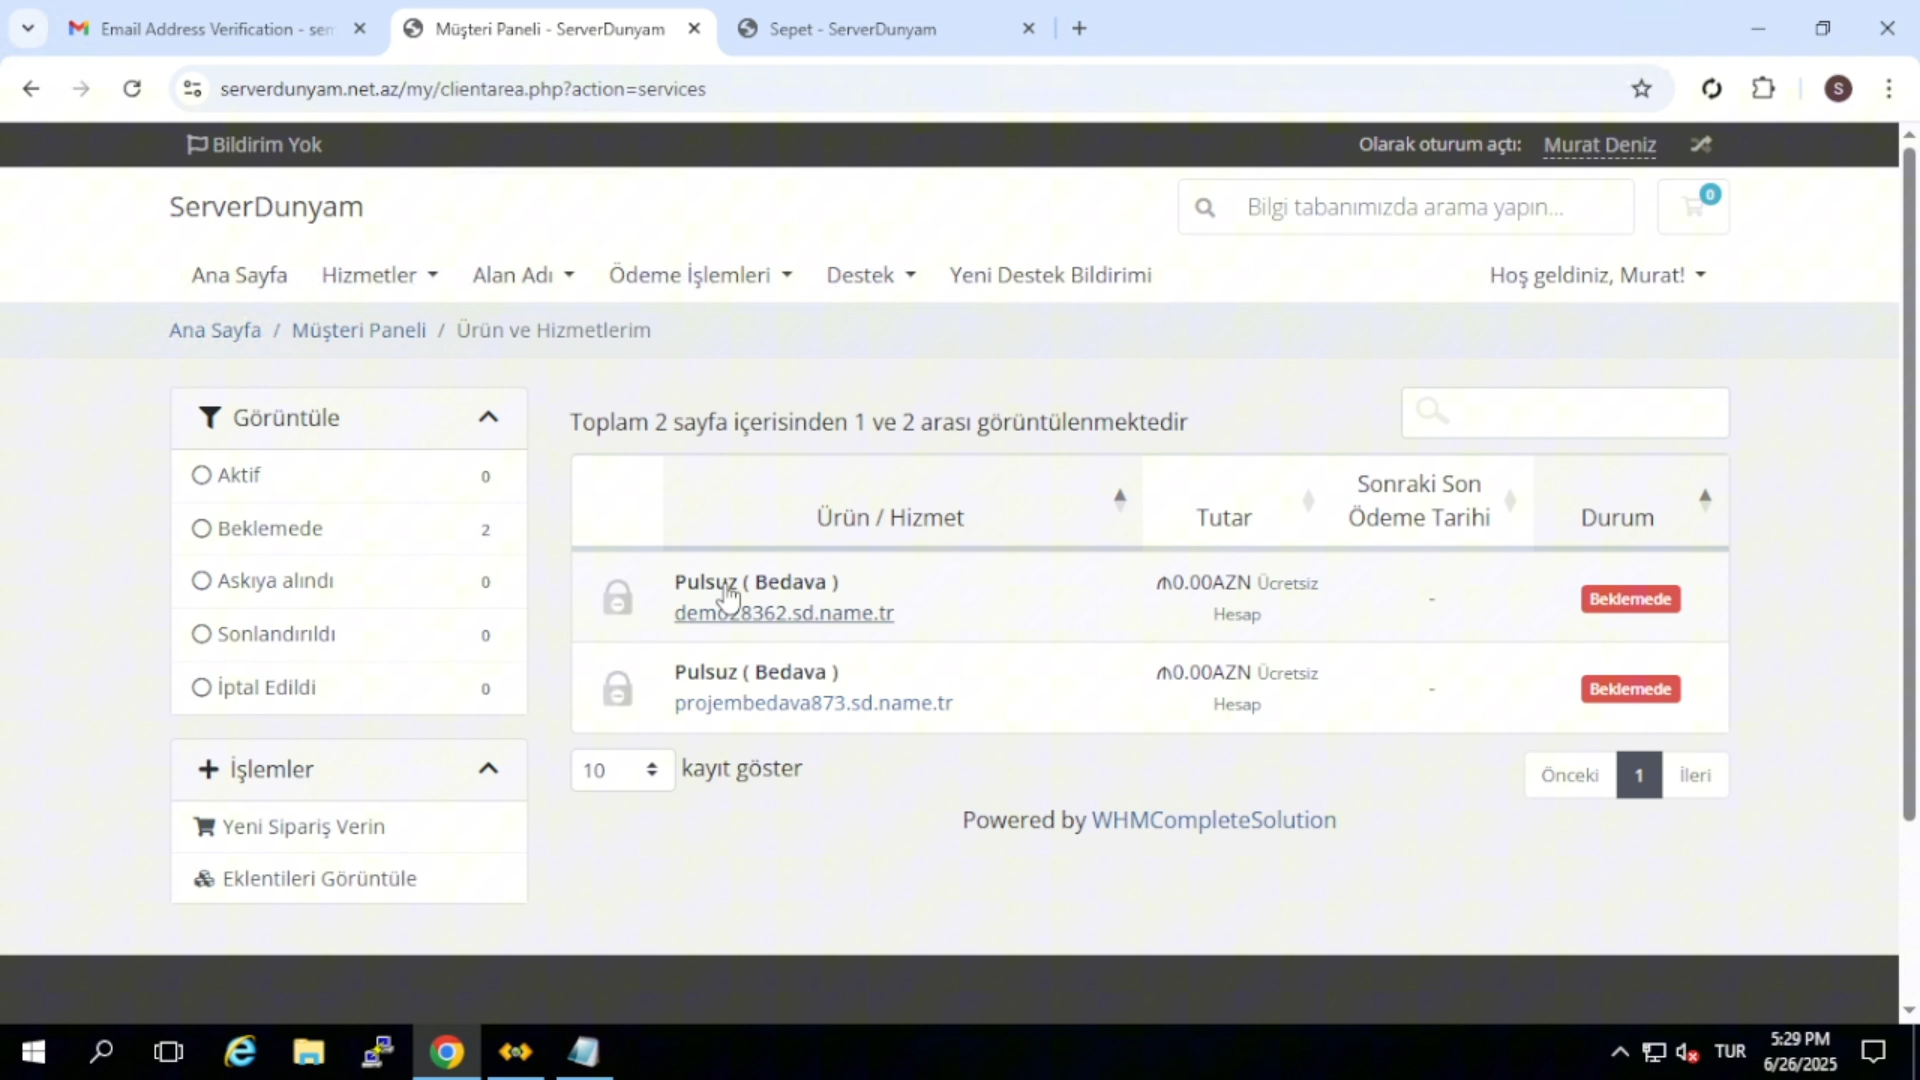 Email Address Verification - ser
Müşteri Paneli - ServerDunyam
Sepet - ServerDunyam
serverdunyam.net.az/my/clientarea.php?action=services
S
Bildirim Yok
Olarak oturum açtı: Murat Deniz
ServerDunyam
Bilgi tabanımızda arama yapın...
0
Ana Sayfa
Hizmetler
Alan Adı
Ödeme İşlemleri
Destek
Yeni Destek Bildirimi
Hoş geldiniz, Murat!
Ana Sayfa / Müşteri Paneli / Ürün ve Hizmetlerim
Görüntüle
Aktif 0
Beklemede 2
Askıya alındı 0
Sonlandırıldı 0
İptal Edildi 0
İşlemler
Yeni Sipariş Verin
Eklentileri Görüntüle
Toplam 2 sayfa içerisinden 1 ve 2 arası görüntülenmektedir
Ürün / Hizmet
Tutar
Sonraki Son
Ödeme Tarihi
Durum
Pulsuz ( Bedava )
demo28362.sd.name.tr
₼0.00AZN Ücretsiz
Hesap
-
Beklemede
Pulsuz ( Bedava )
projembedava873.sd.name.tr
₼0.00AZN Ücretsiz
Hesap
-
Beklemede
10 kayıt göster
Önceki 1 İleri
Powered by WHMCompleteSolution
TUR
5:29 PM
6/26/2025